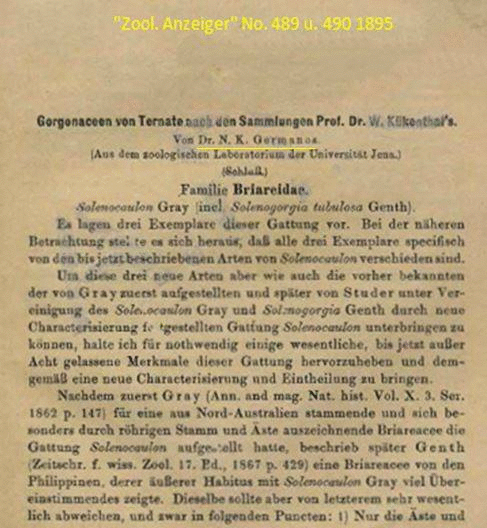 "Zool. Anzeiger" No. 489 u. 490 1895
Gorgonaceen von Ternate nach den Sammlungen Prof. Dr. W. Kükenthal's.
Von Dr. N. K. Germanos.
(Aus dem zoologischen Laboratorium der Universität Jena.)
(Schluß.)
Familie Briareidae.
Solenocaulon Gray (incl. Solenogorgia tubulosa Genth).
Es lagen drei Exemplare dieser Gattung vor. Bei der näheren
Betrachtung stellte es sich heraus, daß alle drei Exemplare specifisch
von den bis jetzt beschriebenen Arten von Solenocaulon verschieden sind.
Um diese drei neue Arten aber wie auch die vorher bekannten
der von Gray zuerst aufgestellten und später von Studer unter Ver-
einigung des Solenocaulon Gray und Solenogorgia Genth durch neue
Characterisierung festgestellten Gattung Solenocaulon unterbringen zu
können, halte ich für nothwendig einige wesentliche, bis jetzt außer
Acht gelassene Merkmale dieser Gattung hervorzuheben und dem-
gemäß eine neue Characterisierung und Eintheilung zu bringen.
Nachdem zuerst Gray (Ann. and mag. Nat. hist. Vol. X. 3. Ser.
1862 p. 147) für eine aus Nord-Australien stammende und sich be-
sonders durch röhrigen Stamm und Äste auszeichnende Briareacee die
Gattung Solenocaulon aufgestellt hatte, beschrieb später Genth
(Zeitschr. f. wiss. Zool. 17. Bd., 1867 p. 429) eine Briareacee von den
Philippinen, derer äußerer Habitus mit Solenocaulon Gray viel Über-
einstimmendes zeigte. Dieselbe sollte aber von letzterem sehr wesent-
lich abweichen, und zwar in folgenden Puncten: 1) Nur die Äste und